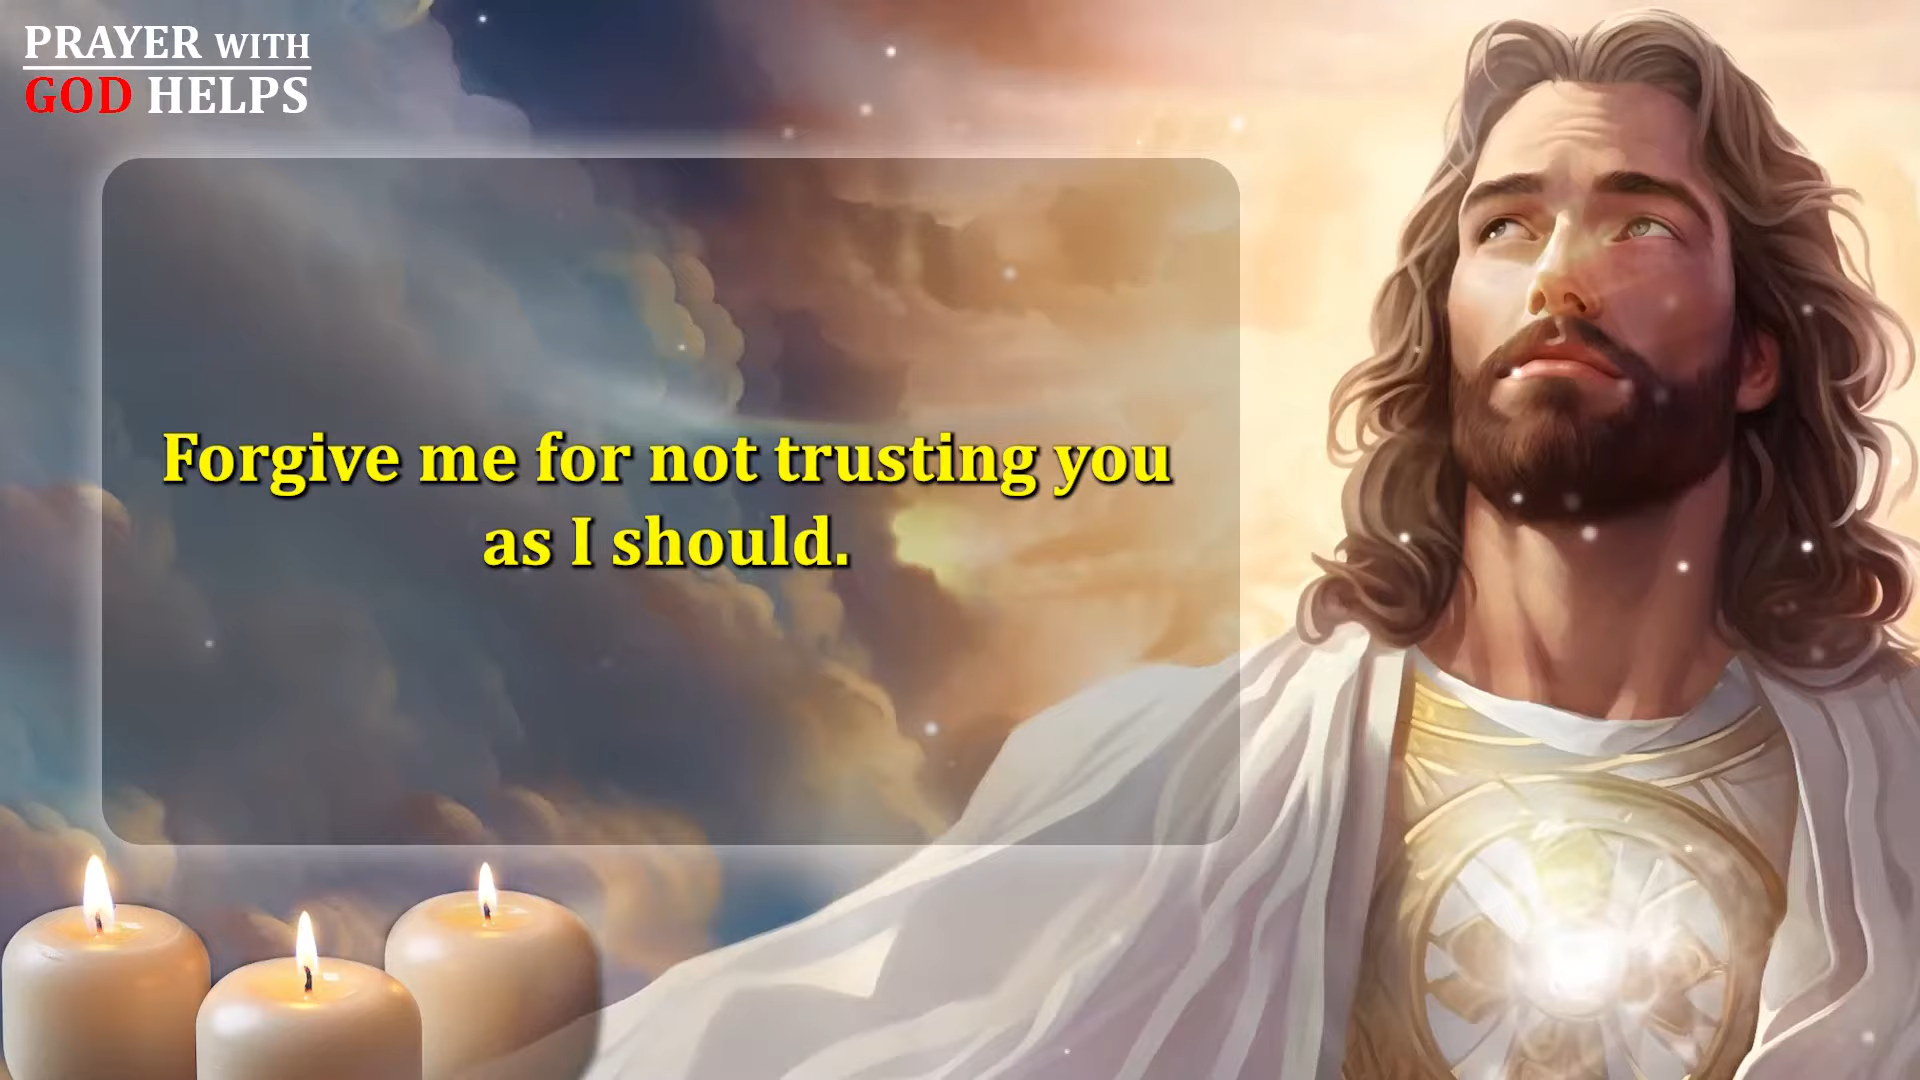 PRAYER WITH
GOD HELPS
Forgive me for not trusting you
as I should.